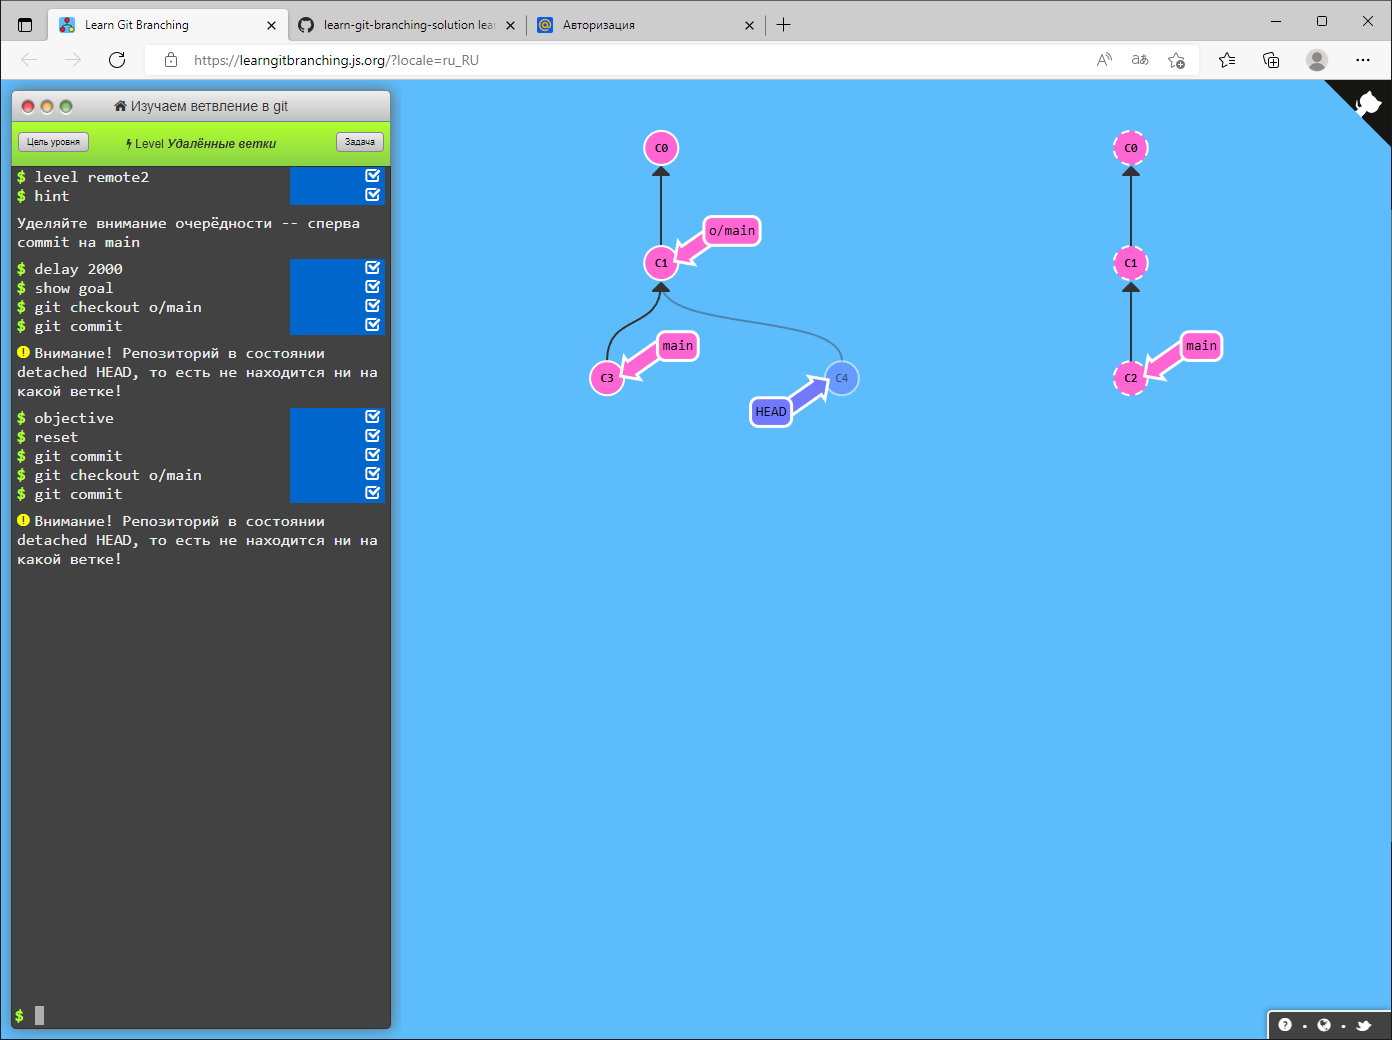 Learn Git Branching
learn-git-branching-solution lea
Авторизация
https://learngitbranching.js.org/?locale=ru_RU
Изучаем ветвление в git
Цель уровня
Level Удалённые ветки
Задача
$ level remote2
$ hint
Уделяйте внимание очерёдности -- сперва
commit на main
$ delay 2000
$ show goal
$ git checkout o/main
$ git commit
Внимание! Репозиторий в состоянии
detached HEAD, то есть не находится ни на
какой ветке!
$ objective
$ reset
$ git commit
$ git checkout o/main
$ git commit
Внимание! Репозиторий в состоянии
detached HEAD, то есть не находится ни на
какой ветке!
$
C0
o/main
C1
main
C3
C4
HEAD
C0
C1
main
C2